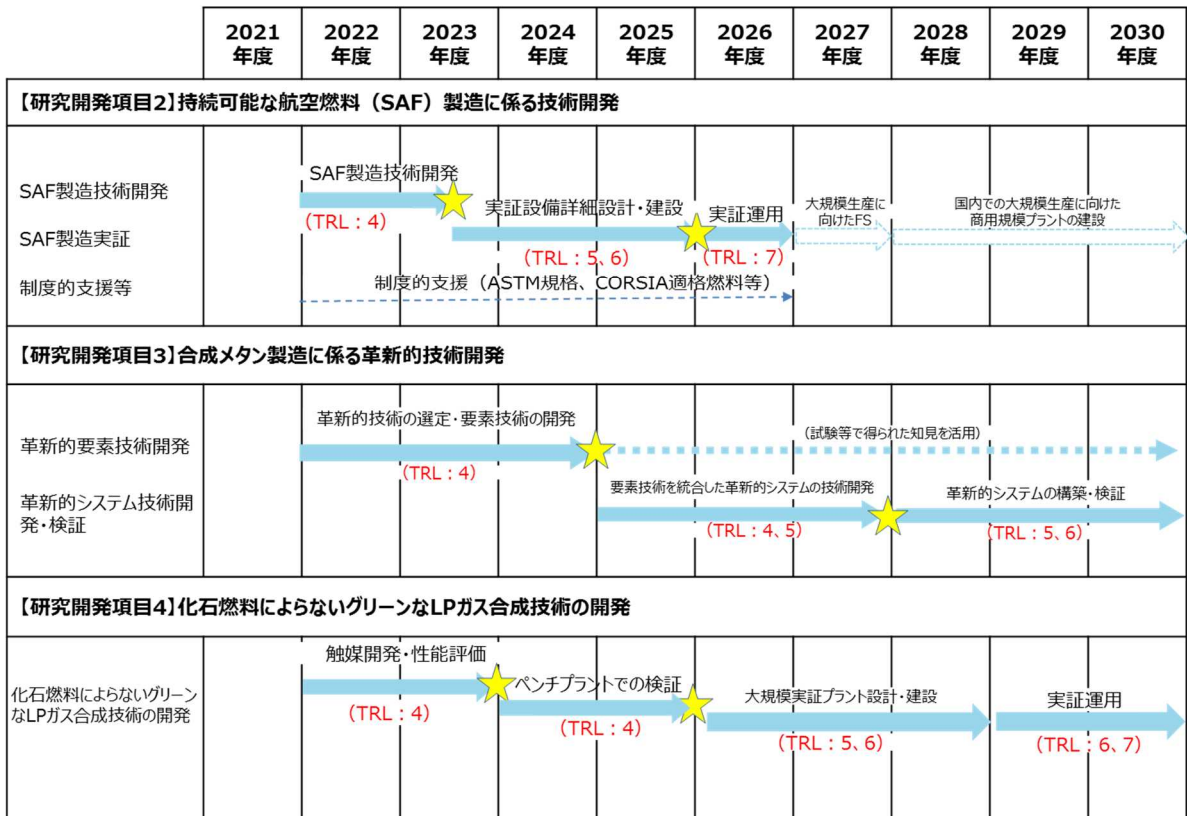 2021
年度
2022
年度
2023
年度
2024
年度
2025
年度
2026
年度
2027
年度
2028
年度
2029
年度
2030
年度
【研究開発項目2】持続可能な航空燃料（SAF）製造に係る技術開発
SAF製造技術開発
SAF製造技術開発
（TRL：4）
SAF製造実証
実証設備詳細設計・建設
（TRL：5、6）
実証運用
（TRL：7）
大規模生産に
向けたFS
国内での大規模生産に向けた
商用規模プラントの建設
制度的支援等
制度的支援（ASTM規格、CORSIA適格燃料等）
【研究開発項目3】合成メタン製造に係る革新的技術開発
革新的要素技術開発
革新的技術の選定・要素技術の開発
（TRL：4）
（試験等で得られた知見を活用）
革新的システム技術開
発・検証
要素技術を統合した革新的システムの技術開発
（TRL：4、5）
革新的システムの構築・検証
（TRL：5、6）
【研究開発項目4】化石燃料によらないグリーンなLPガス合成技術の開発
化石燃料によらないグリーン
なLPガス合成技術の開発
触媒開発・性能評価
（TRL：4）
ベンチプラントでの検証
（TRL：4）
大規模実証プラント設計・建設
（TRL：5、6）
実証運用
（TRL：6、7）